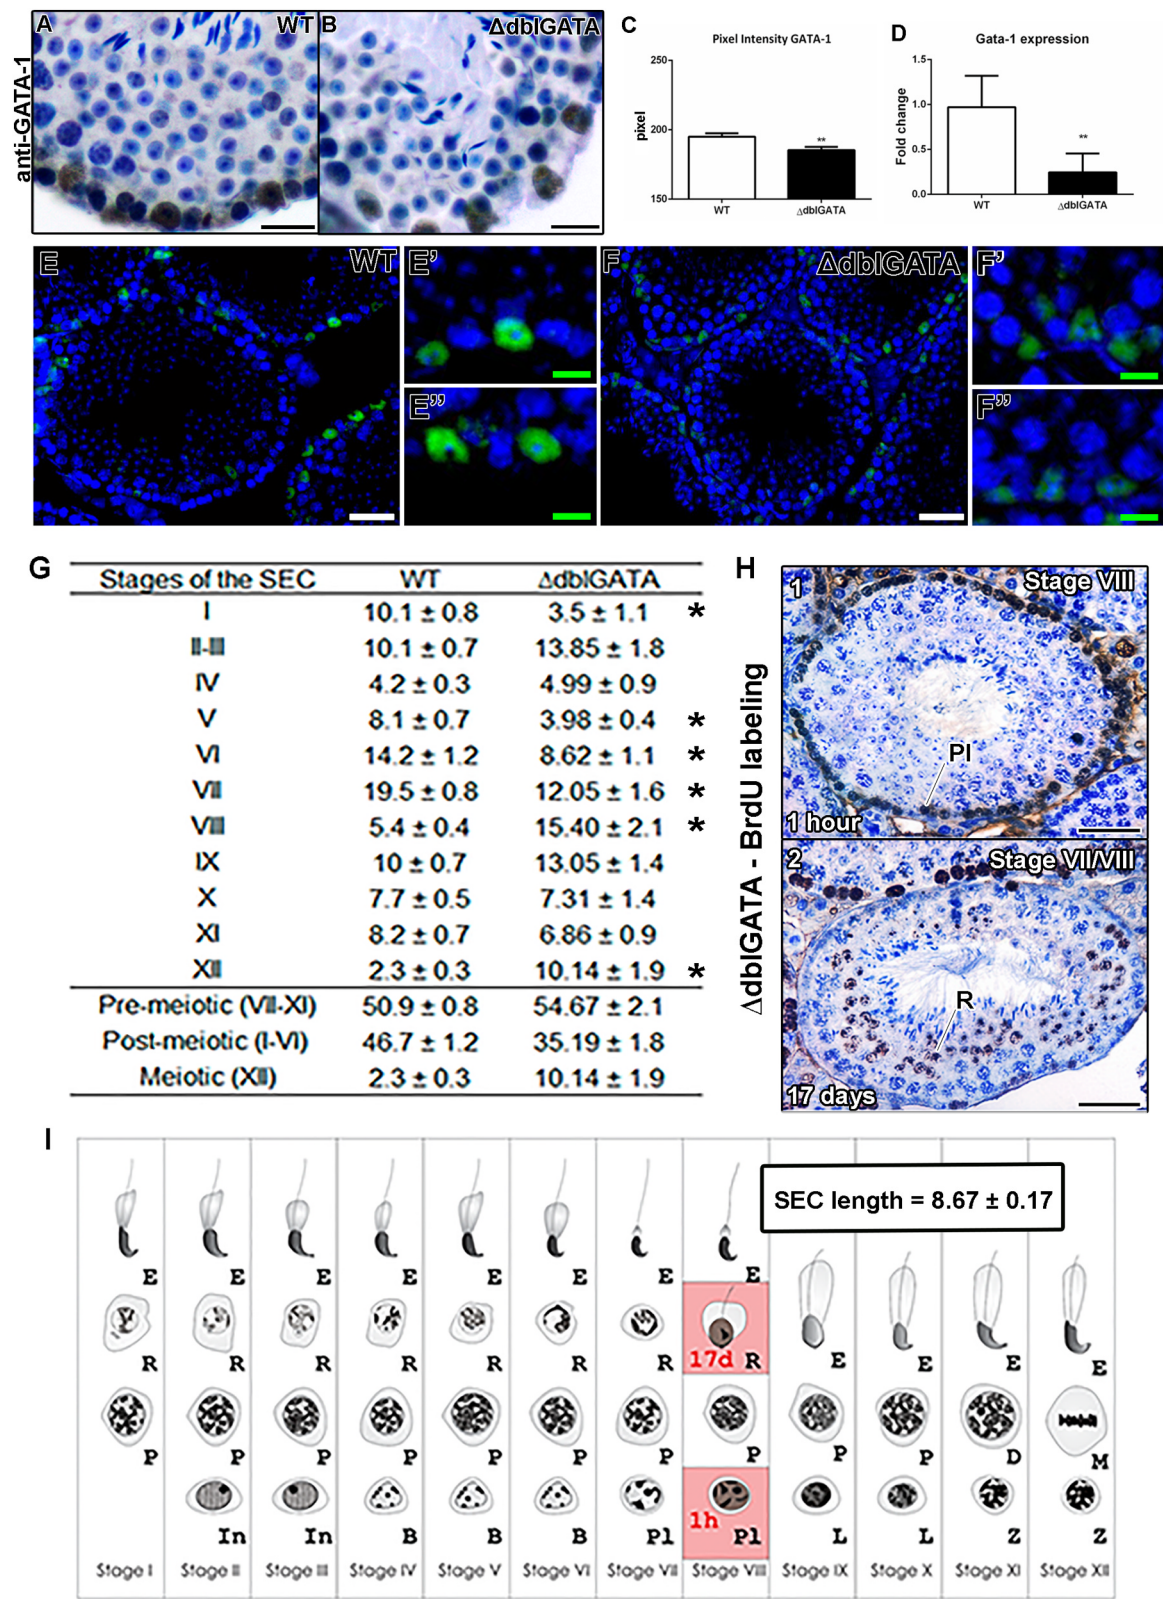 A WT
B ΔdblGATA
anti-GATA-1
C
Pixel Intensity GATA-1
250
200
150
pixel
**
WT ΔdblGATA
D
Gata-1 expression
1.5
1.0
0.5
0.0
Fold change
**
WT ΔdblGATA
E WT
E’
E”
F ΔdblGATA
F’
F”
G
Stages of the SEC WT ΔdblGATA
I 10.1 ± 0.8 3.5 ± 1.1 *
II-III 10.1 ± 0.7 13.85 ± 1.8
IV 4.2 ± 0.3 4.99 ± 0.9
V 8.1 ± 0.7 3.98 ± 0.4 *
VI 14.2 ± 1.2 8.62 ± 1.1 *
VII 19.5 ± 0.8 12.05 ± 1.6 *
VIII 5.4 ± 0.4 15.40 ± 2.1 *
IX 10 ± 0.7 13.05 ± 1.4
X 7.7 ± 0.5 7.31 ± 1.4
XI 8.2 ± 0.7 6.86 ± 0.9
XII 2.3 ± 0.3 10.14 ± 1.9 *
Pre-meiotic (VII-XI) 50.9 ± 0.8 54.67 ± 2.1
Post-meiotic (I-VI) 46.7 ± 1.2 35.19 ± 1.8
Meiotic (XII) 2.3 ± 0.3 10.14 ± 1.9
H
ΔdblGATA - BrdU labeling
1 Stage VIII
Pl
1 hour
2 Stage VII/VIII
R
17 days
I
SEC length = 8.67 ± 0.17
E E E E E E E E
R R R R R R R 17d R E E E E
P P P P P P P P P P D M
In In B B B Pl 1h Pl L L Z Z
Stage I Stage II Stage III Stage IV Stage V Stage VI Stage VII Stage VIII Stage IX Stage X Stage XI Stage XII